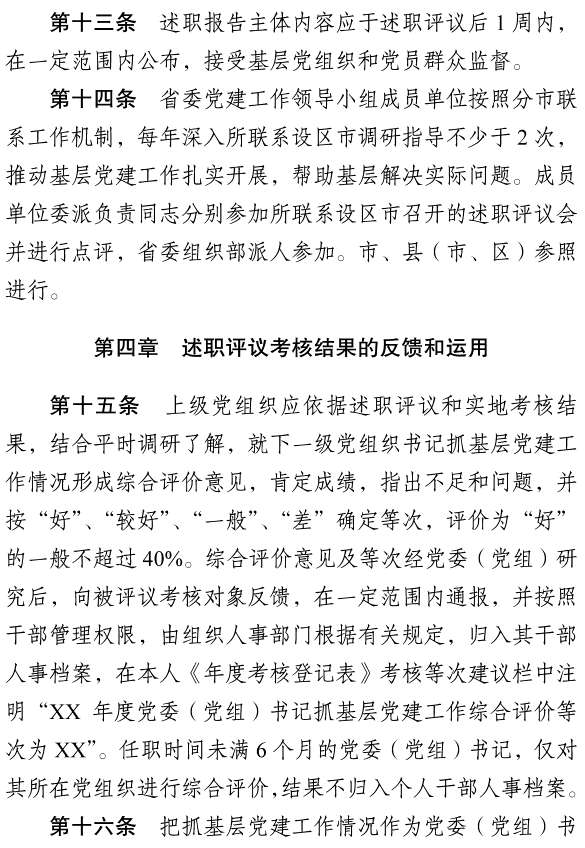 第十三条　述职报告主体内容应于述职评议后 1 周内，
在一定范围内公布，接受基层党组织和党员群众监督。
第十四条　省委党建工作领导小组成员单位按照分市联
系工作机制，每年深入所联系设区市调研指导不少于 2 次，
推动基层党建工作扎实开展，帮助基层解决实际问题。成员
单位委派负责同志分别参加所联系设区市召开的述职评议会
并进行点评，省委组织部派人参加。市、县（市、区）参照
进行。
第四章　述职评议考核结果的反馈和运用
第十五条　上级党组织应依据述职评议和实地考核结
果，结合平时调研了解，就下一级党组织书记抓基层党建工
作情况形成综合评价意见，肯定成绩，指出不足和问题，并
按“好”、“较好”、“一般”、“差”确定等次，评价为“好”
的一般不超过 40%。综合评价意见及等次经党委（党组）研
究后，向被评议考核对象反馈，在一定范围内通报，并按照
干部管理权限，由组织人事部门根据有关规定，归入其干部
人事档案，在本人《年度考核登记表》考核等次建议栏中注
明“XX 年度党委（党组）书记抓基层党建工作综合评价等
次为 XX”。任职时间未满 6 个月的党委（党组）书记，仅对
其所在党组织进行综合评价，结果不归入个人干部人事档案。
第十六条　把抓基层党建工作情况作为党委（党组）书